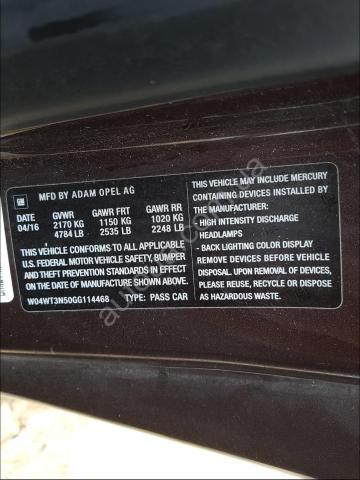 GM
MFD BY ADAM OPEL AG
DATE GVWR GAWR FRT GAWR RR
04/16 2170 KG 1150 KG 1020 KG
4784 LB 2535 LB 2248 LB
THIS VEHICLE CONFORMS TO ALL APPLICABLE
U.S. FEDERAL MOTOR VEHICLE SAFETY, BUMPER
AND THEFT PREVENTION STANDARDS IN EFFECT
ON THE DATE OF MANUFACTURE SHOWN ABOVE.
W04WT3N50GG114468 TYPE: PASS CAR
THIS VEHICLE MAY INCLUDE MERCURY
CONTAINING DEVICES INSTALLED BY
THE MANUFACTURER:
- HIGH INTENSITY DISCHARGE
HEADLAMPS
- BACK LIGHTING COLOR DISPLAY
REMOVE DEVICES BEFORE VEHICLE
DISPOSAL. UPON REMOVAL OF DEVICES
PLEASE REUSE, RECYCLE OR DISPOSE
AS HAZARDOUS WASTE.